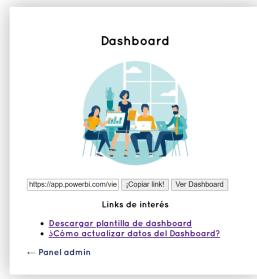 Dashboard
https://app.powerbi.com/vie ¡Copiar link! Ver Dashboard
Links de interés
Descargar plantilla de dashboard
¿Cómo actualizar datos del Dashboard?
← Panel admin